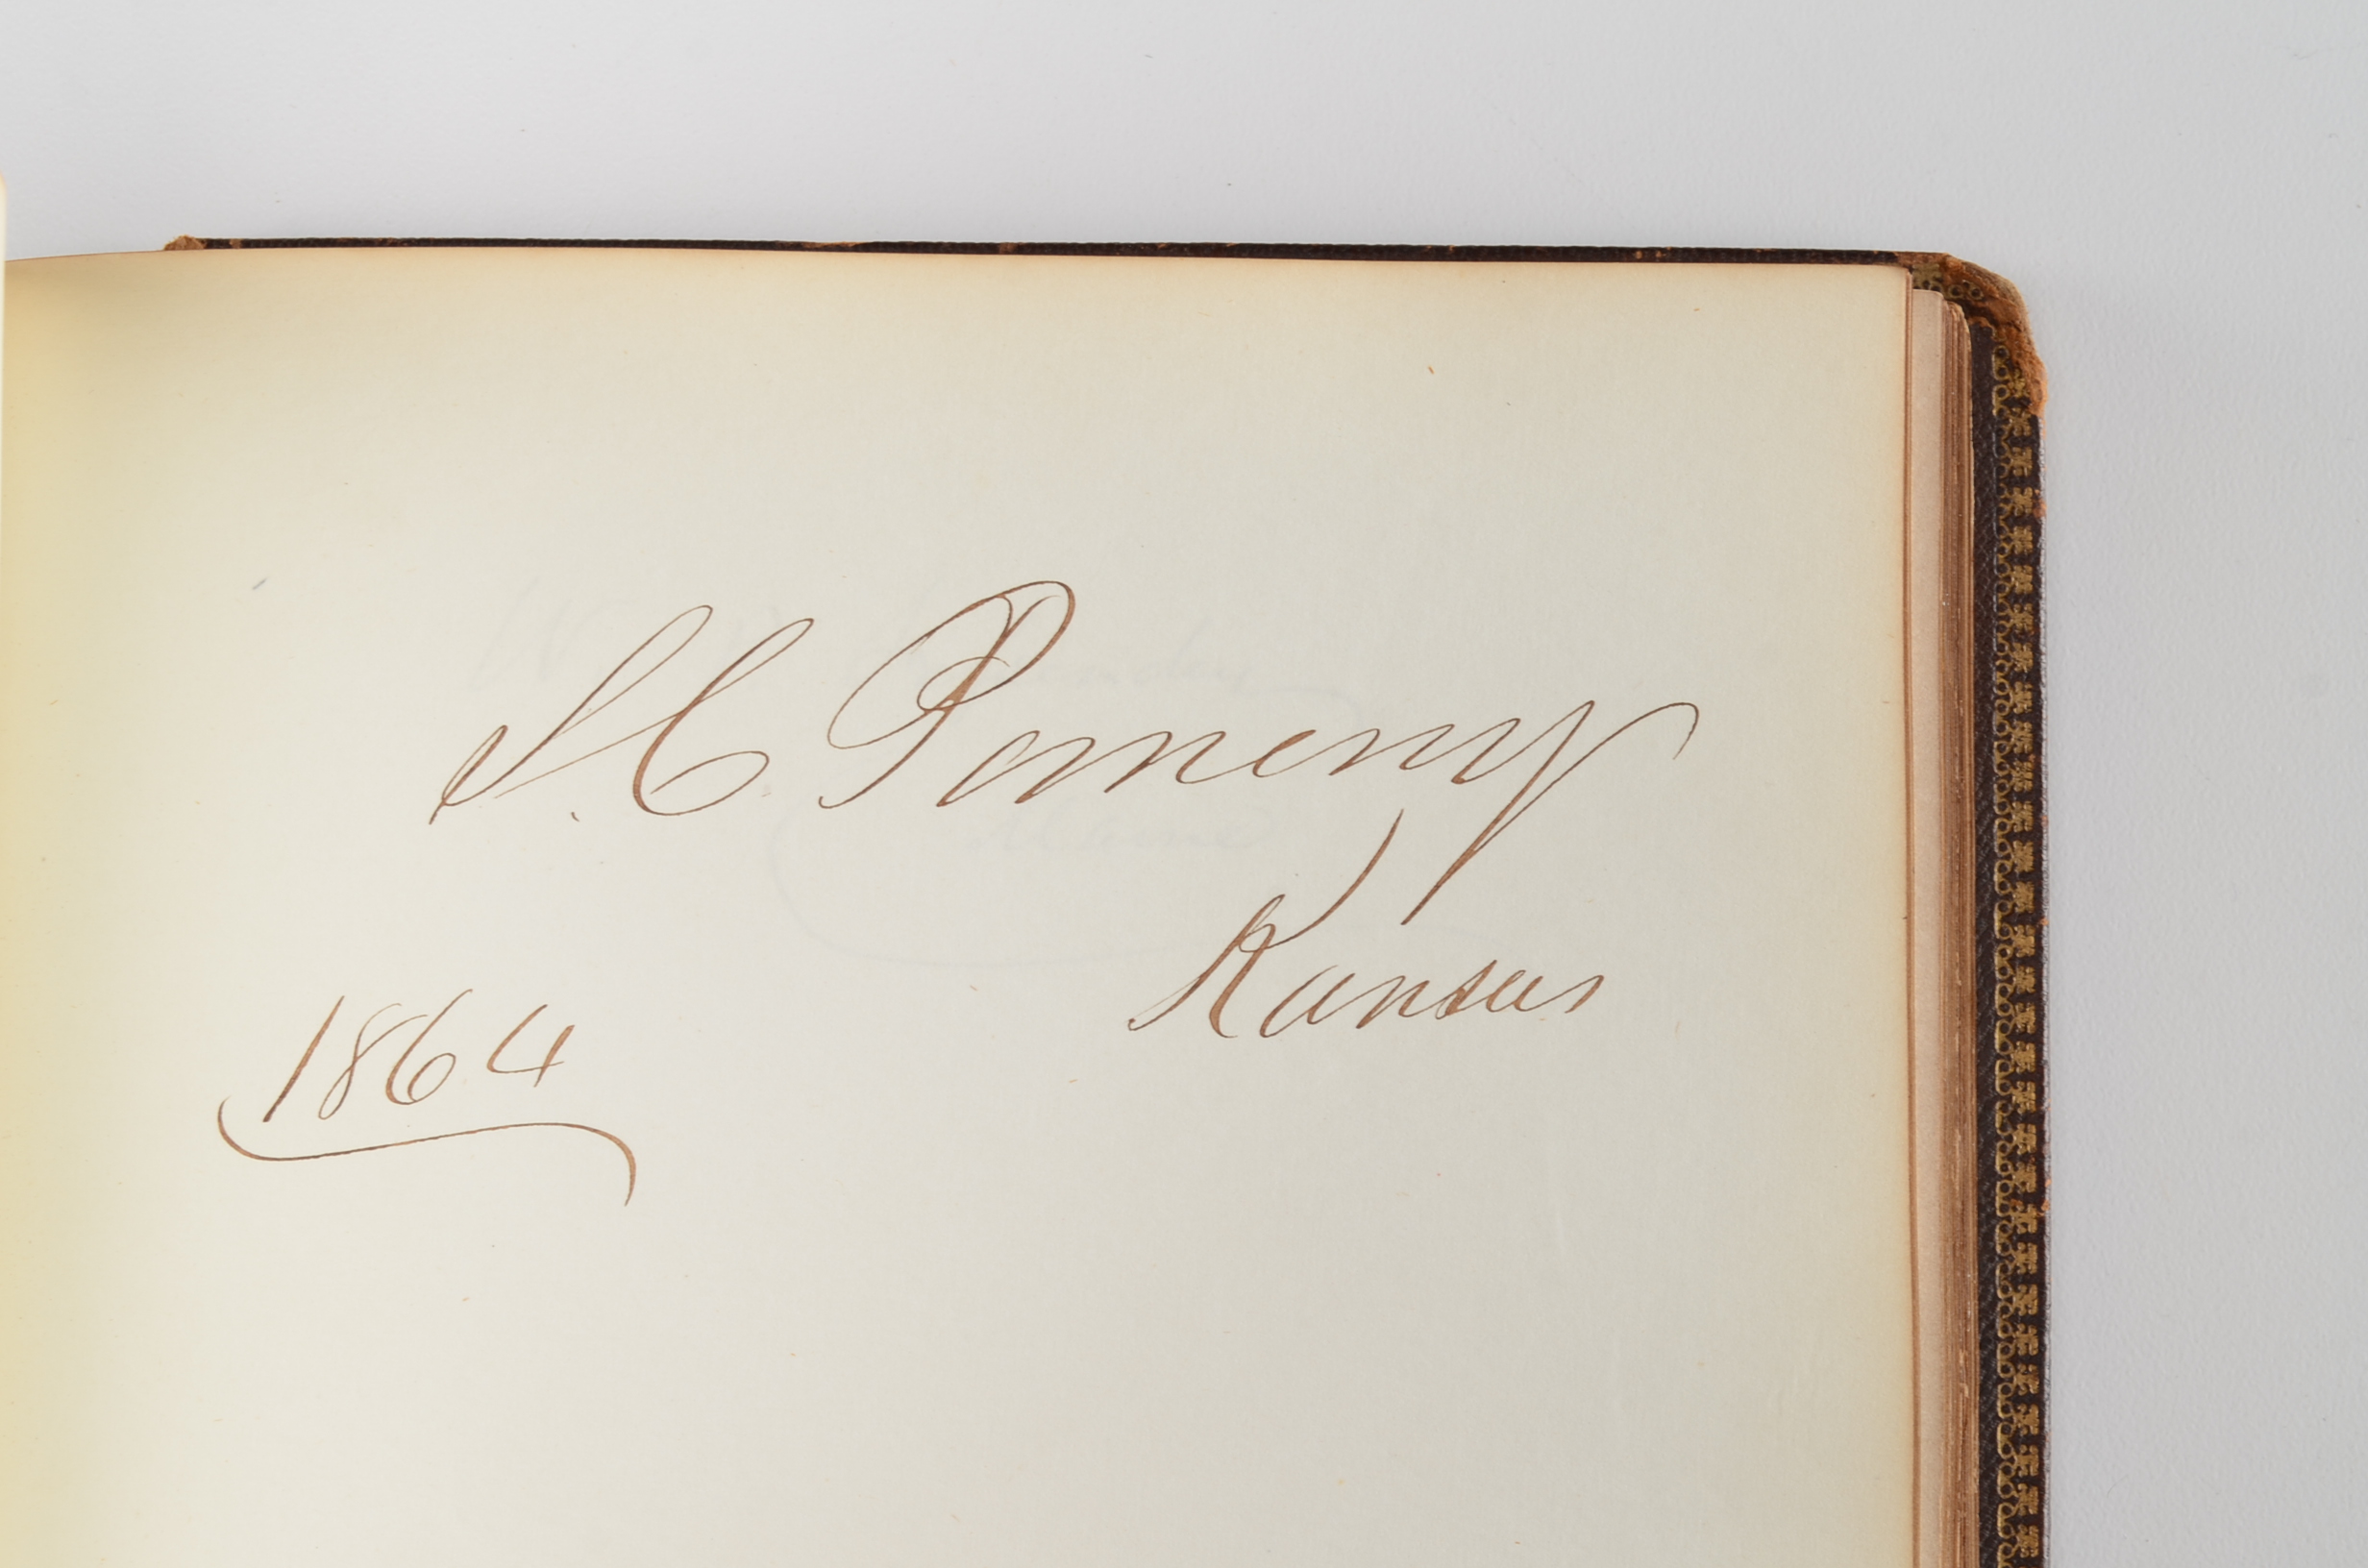 S. C. Pomeroy
Kansas
1864